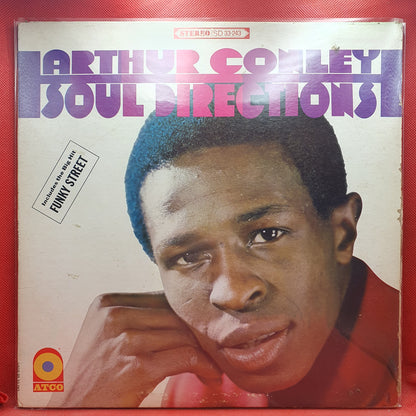 STEREO SD 33-243
ARTHUR CONLEY
SOUL DIRECTIONS
Includes the Big Hit
FUNKY STREET
ATCO